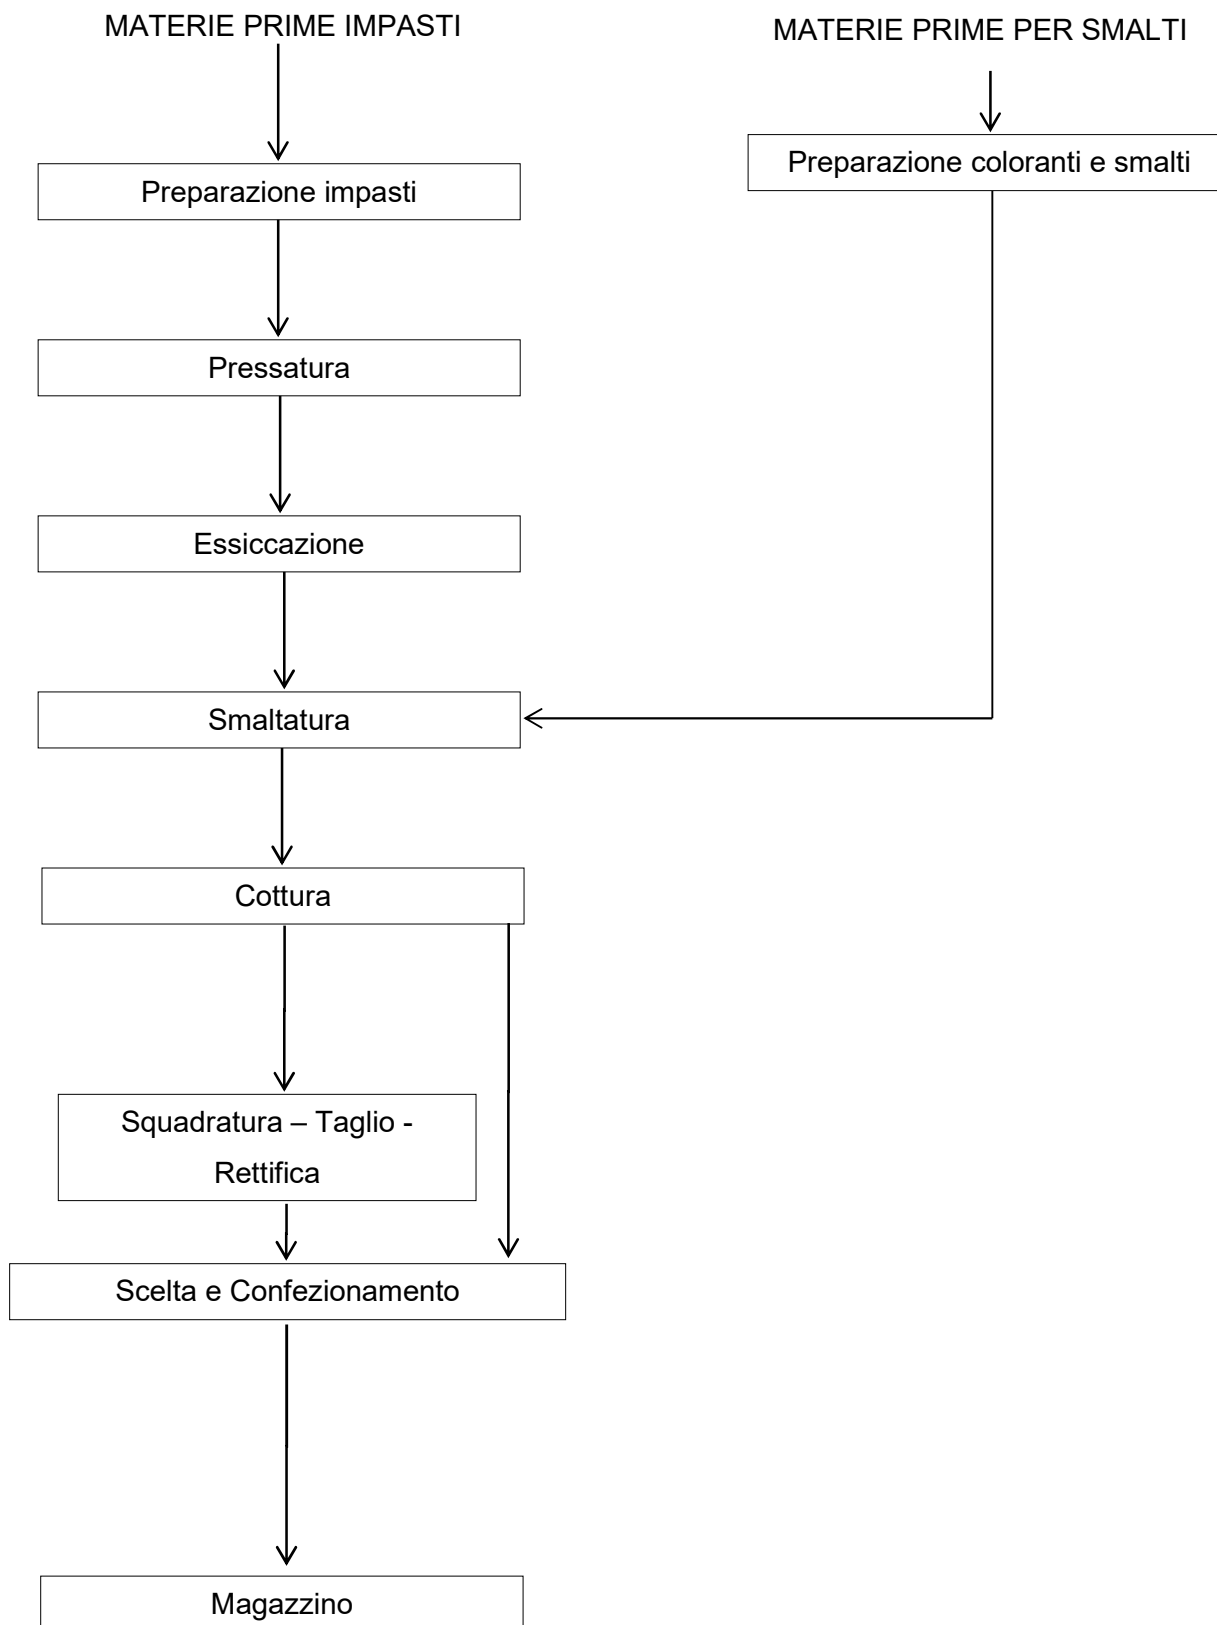 MATERIE PRIME IMPASTI
MATERIE PRIME PER SMALTI
Preparazione coloranti e smalti
Preparazione impasti
Pressatura
Essiccazione
Smaltatura
Cottura
Squadratura – Taglio -
Rettifica
Scelta e Confezionamento
Magazzino